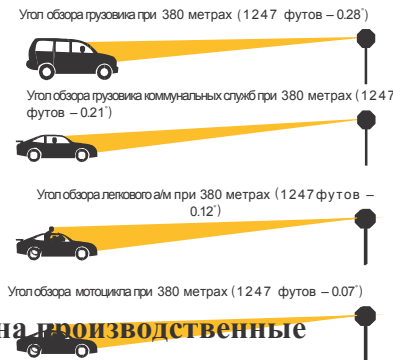 Угол обзора грузовика при 380 метрах (1247 футов – 0.28°)
Угол обзора грузовика коммунальных служб при 380 метрах (1247
футов – 0.21°)
Угол обзора легкового а/м при 380 метрах (1247 футов –
0.12°)
Угол обзора мотоцикла при 380 метрах (1247 футов – 0.07°)
на производственные